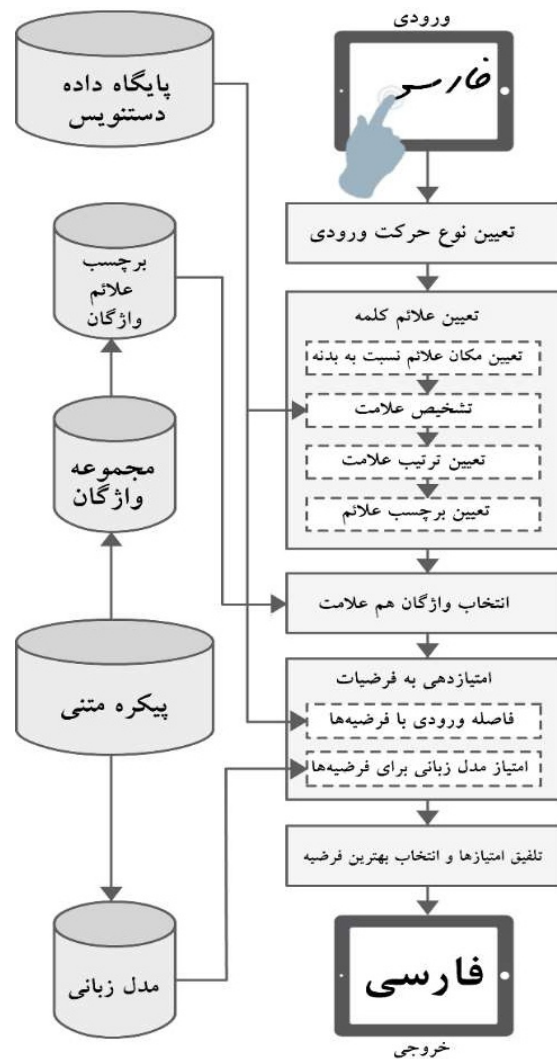 ورودی
فارسی
تعیین نوع حرکت ورودی
تعیین علائم کلمه
تعیین مکان علائم نسبت به بدنه
تشخیص علامت
تعیین ترتیب علامت
تعیین برچسب علائم
انتخاب واژگان هم علامت
امتیازدهی به فرضیات
فاصله ورودی با فرضیه‌ها
امتیاز مدل زبانی برای فرضیه‌ها
تلفیق امتیازها و انتخاب بهترین فرضیه
فارسی
خروجی
پایگاه داده
دستنویس
برچسب
علائم
واژگان
مجموعه
واژگان
پیکره متنی
مدل زبانی